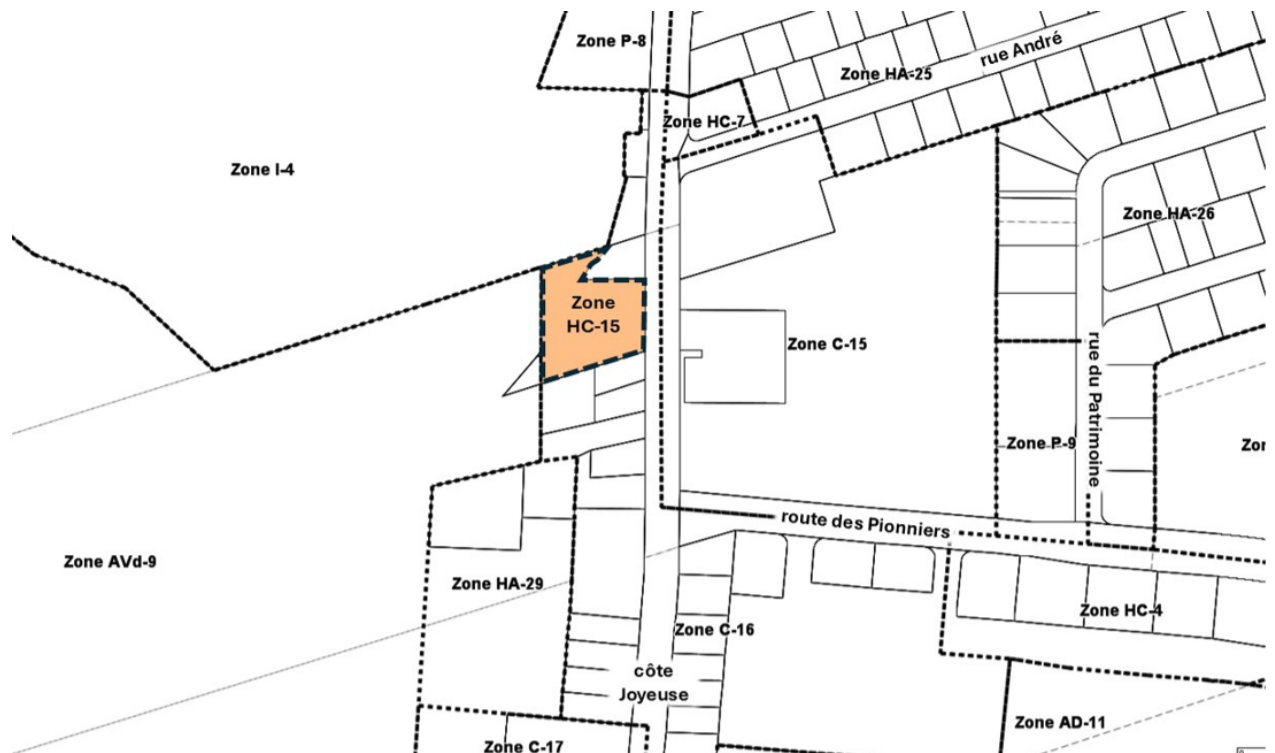 Zone P-8
rue André
Zone HA-25
Zone HC-7
Zone I-4
Zone HA-26
Zone
HC-15
Zone C-15
rue du Patrimoine
Zone P-9
Zor
route des Pionniers
Zone AVd-9
Zone HA-29
Zone HC-4
Zone C-16
côte
Joyeuse
Zone AD-11
Zone C-17